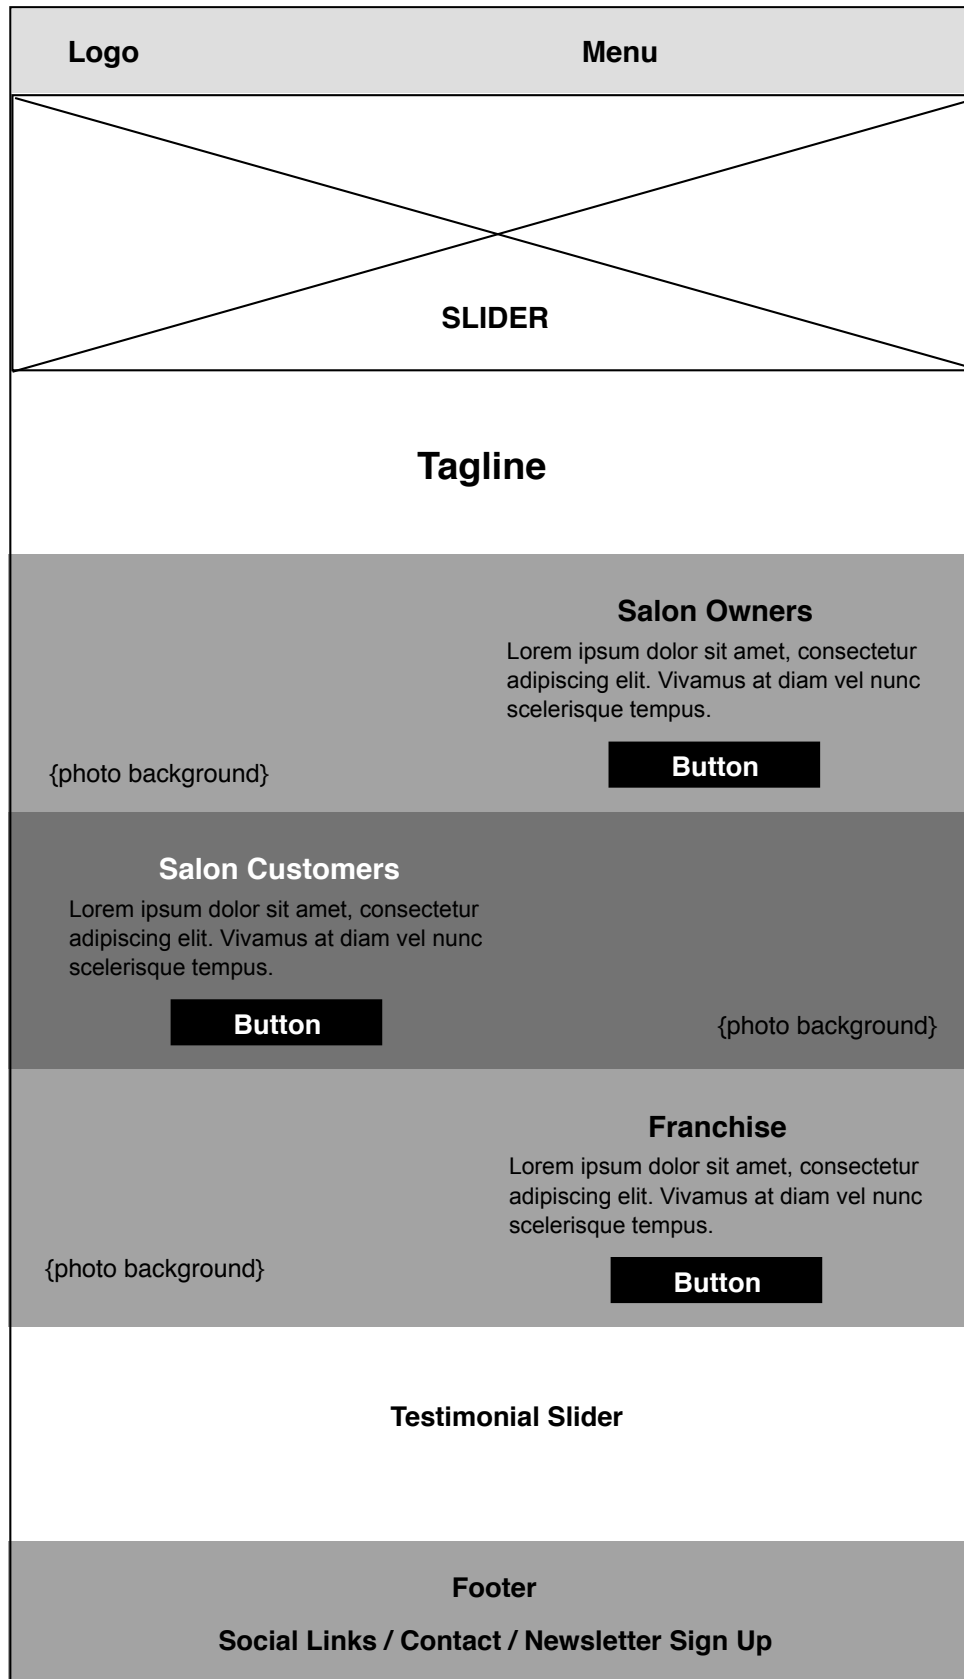 Logo
Menu
SLIDER
Tagline
Salon Owners
Lorem ipsum dolor sit amet, consectetur
adipiscing elit. Vivamus at diam vel nunc
scelerisque tempus.
Button
{photo background}
Salon Customers
Lorem ipsum dolor sit amet, consectetur
adipiscing elit. Vivamus at diam vel nunc
scelerisque tempus.
Button
{photo background}
Franchise
Lorem ipsum dolor sit amet, consectetur
adipiscing elit. Vivamus at diam vel nunc
scelerisque tempus.
{photo background}
Button
Testimonial Slider
Footer
Social Links / Contact / Newsletter Sign Up